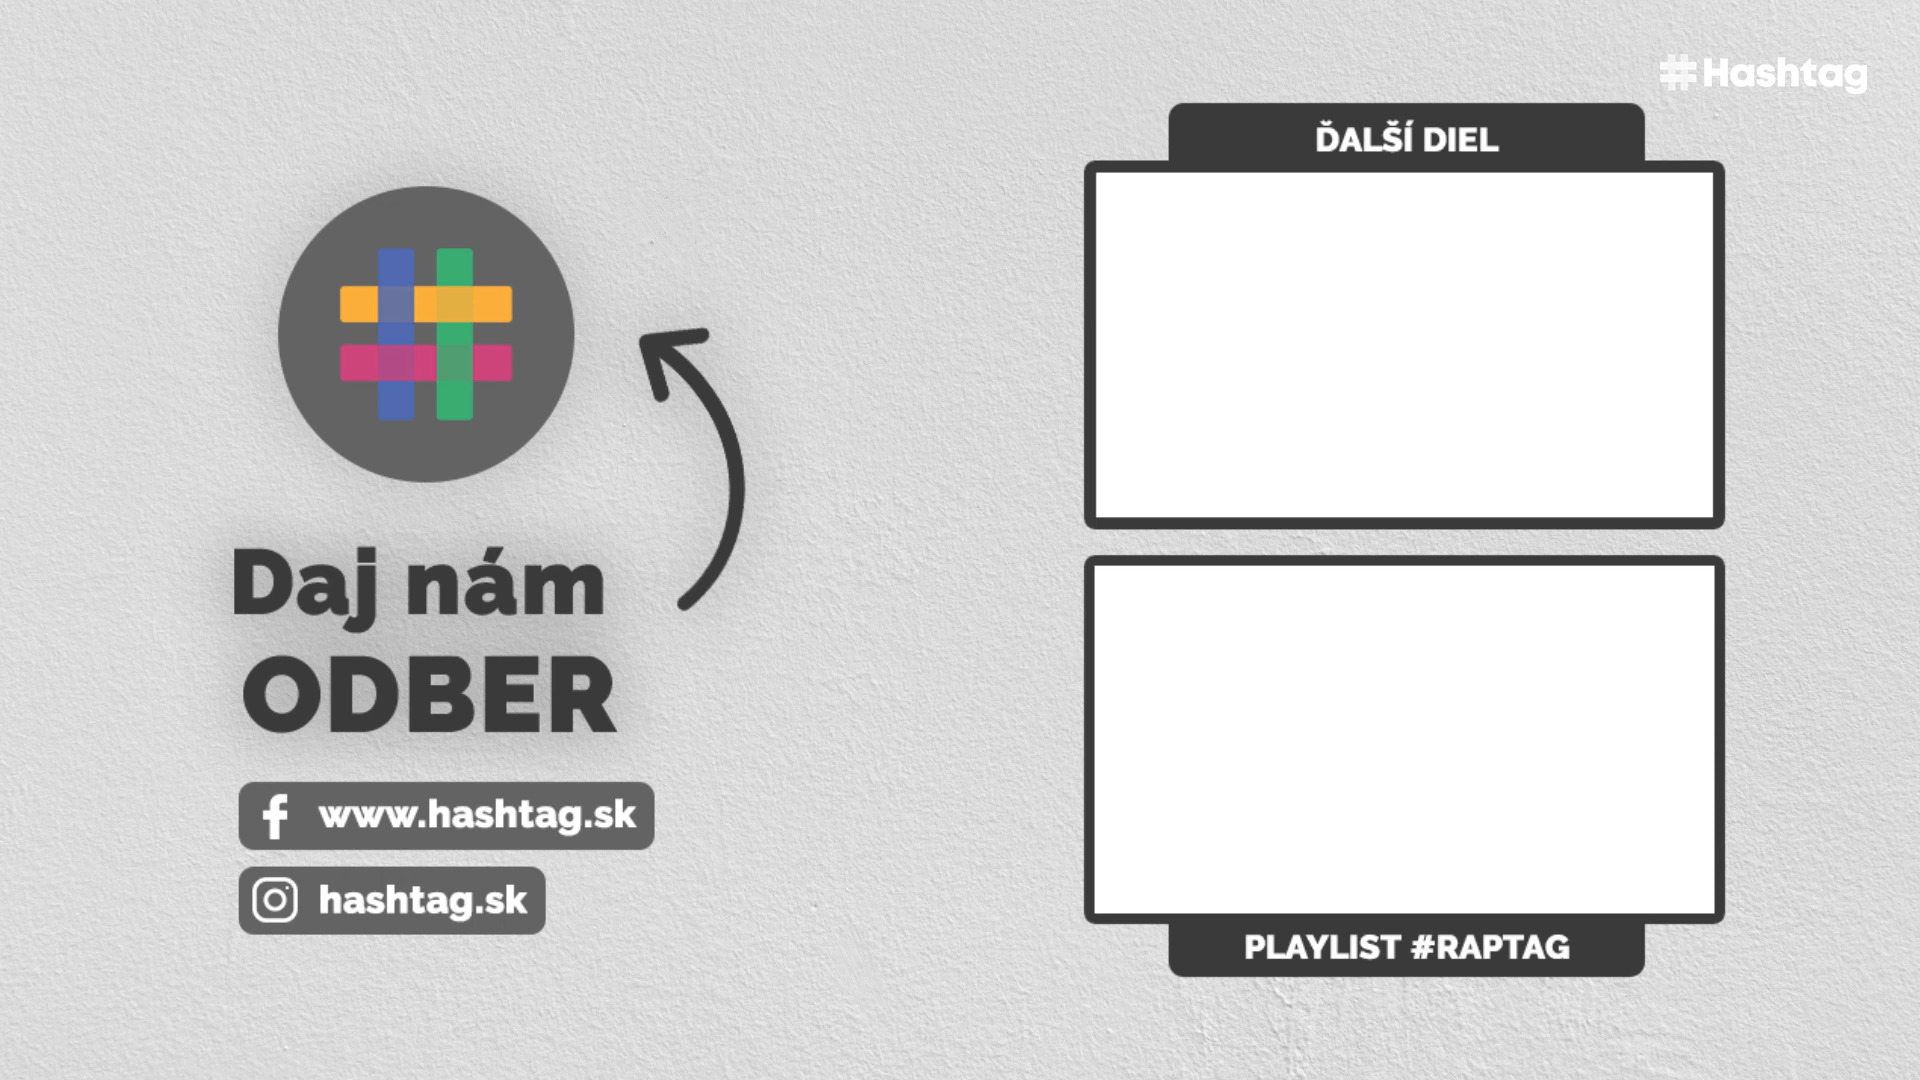 #Hashtag
ĎALŠÍ DIEL
Daj nám
ODBER
www.hashtag.sk
hashtag.sk
PLAYLIST #RAPTAG